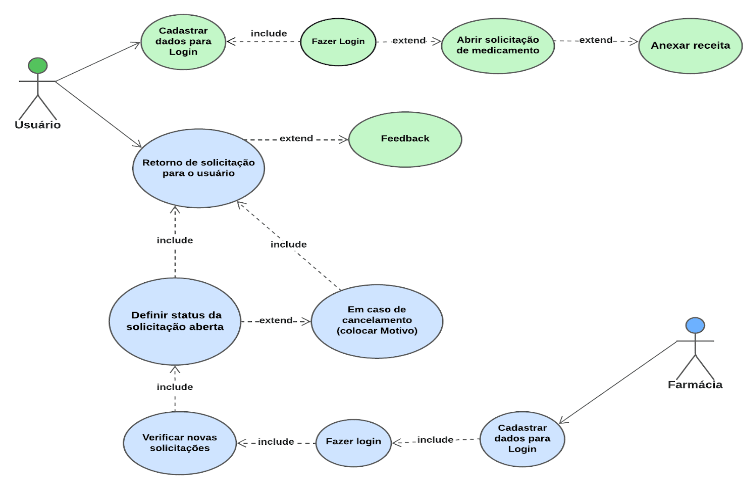 Cadastrar
dados para
Login
include
Fazer Login
extend
Abrir solicitação
de medicamento
extend
Anexar receita
Usuário
Retorno de solicitação
para o usuário
extend
Feedback
include
include
Definir status da
solicitação aberta
extend
Em caso de
cancelamento
(colocar Motivo)
Farmácia
include
Verificar novas
solicitações
include
Fazer login
include
Cadastrar
dados para
Login